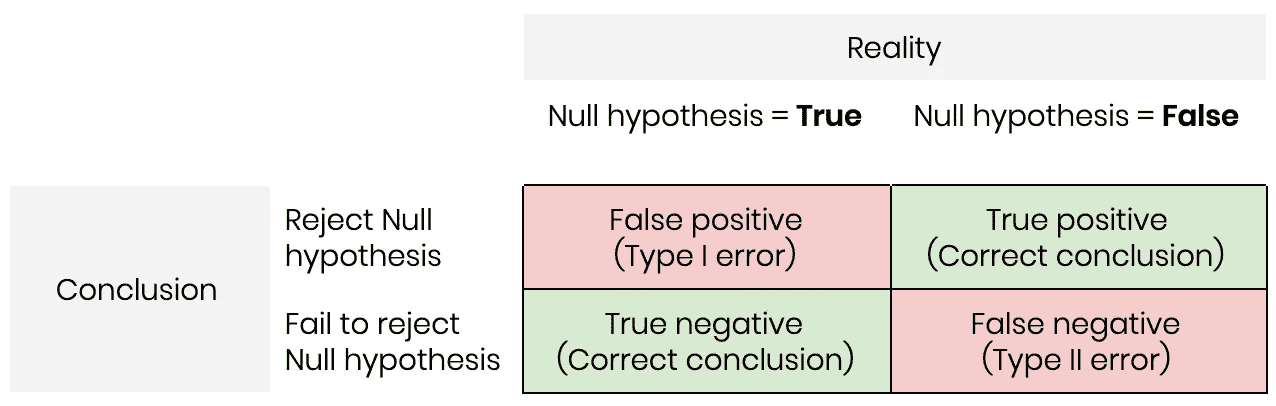 Reality
Null hypothesis = True
Null hypothesis = False
Conclusion
Reject Null
hypothesis
False positive
(Type I error)
True positive
(Correct conclusion)
Fail to reject
Null hypothesis
True negative
(Correct conclusion)
False negative
(Type II error)